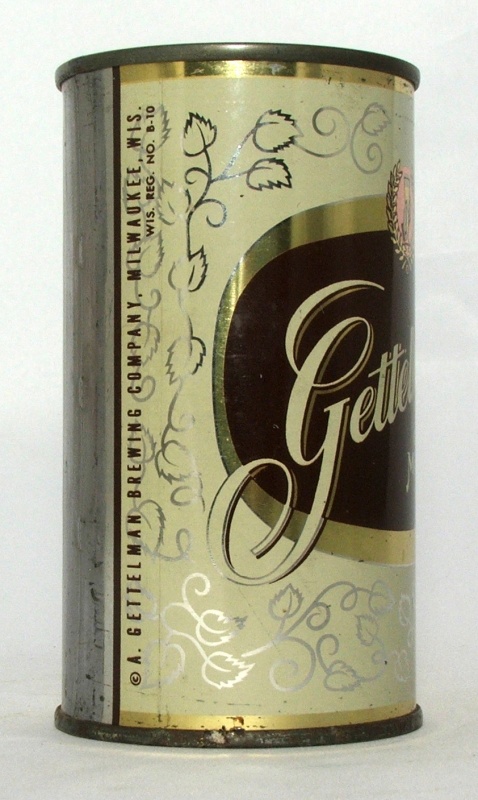 © A. GETTELMAN BREWING COMPANY, MILWAUKEE, WIS.
WIS. REG. NO. B-10
Gettel
M